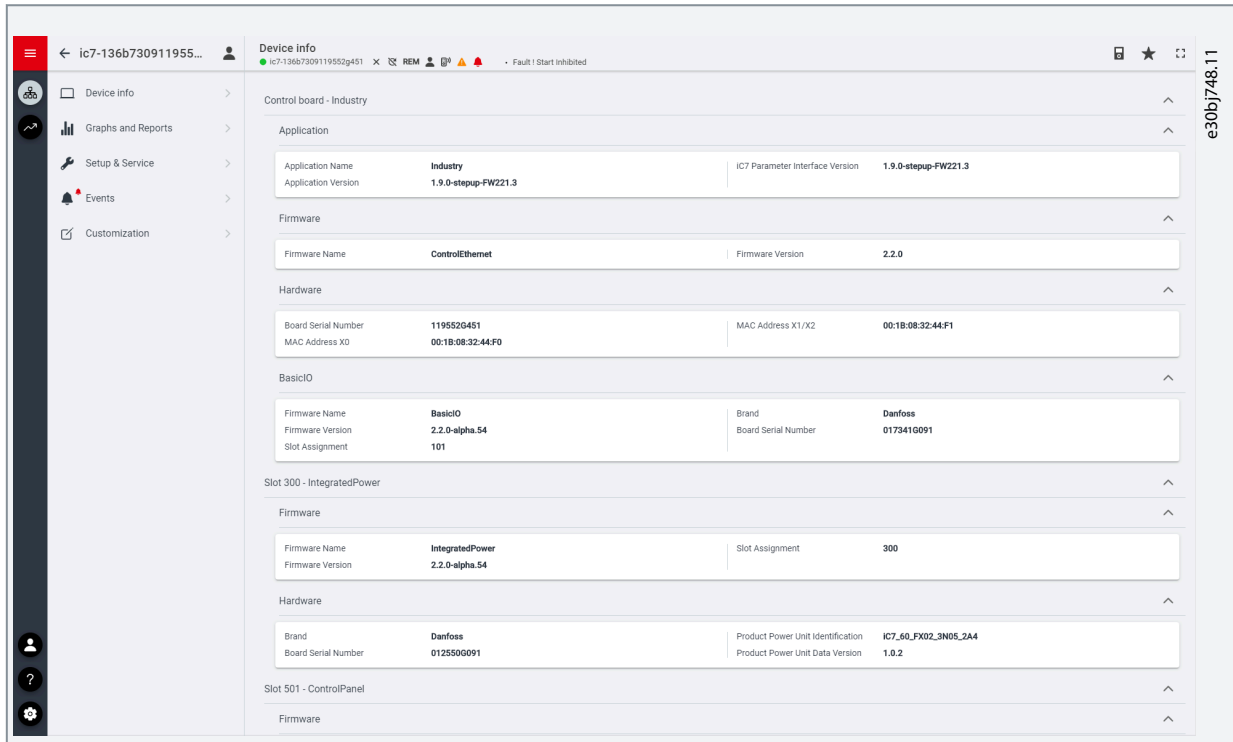 ic7-136b730911955...
Device info
ic7-136b7309119552g451 REM • Fault ! Start Inhibited
Device info
Graphs and Reports
Setup & Service
Events
Customization
Control board - Industry
Application
Application Name Industry iC7 Parameter Interface Version 1.9.0-stepup-FW221.3
Application Version 1.9.0-stepup-FW221.3
Firmware
Firmware Name ControlEthernet Firmware Version 2.2.0
Hardware
Board Serial Number 119552G451 MAC Address X1/X2 00:1B:08:32:44:F1
MAC Address X0 00:1B:08:32:44:F0
BasicIO
Firmware Name BasicIO Brand Danfoss
Firmware Version 2.2.0-alpha.54 Board Serial Number 017341G091
Slot Assignment 101
Slot 300 - IntegratedPower
Firmware
Firmware Name IntegratedPower Slot Assignment 300
Firmware Version 2.2.0-alpha.54
Hardware
Brand Danfoss Product Power Unit Identification iC7_60_FX02_3N05_2A4
Board Serial Number 012550G091 Product Power Unit Data Version 1.0.2
Slot 501 - ControlPanel
Firmware
?
e30bj748.11